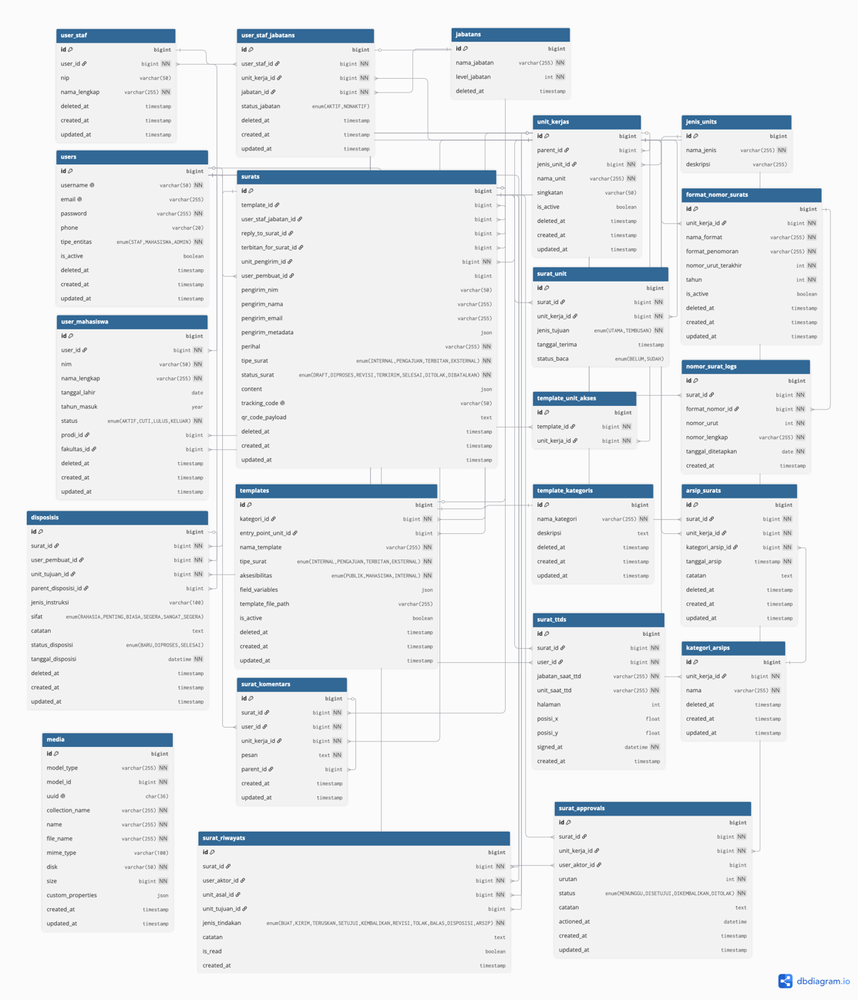 user_staf
id bigint
user_id bigint NN
nip varchar(50)
nama_lengkap varchar(255) NN
deleted_at timestamp
created_at timestamp
updated_at timestamp
user_staf_jabatans
id bigint
user_staf_id bigint NN
unit_kerja_id bigint NN
jabatan_id bigint NN
status_jabatan enum(AKTIF,NONAKTIF)
deleted_at timestamp
created_at timestamp
updated_at timestamp
jabatans
id bigint
nama_jabatan varchar(255) NN
level_jabatan int NN
deleted_at timestamp
unit_kerjas
id bigint
parent_id bigint
jenis_unit_id bigint NN
nama_unit varchar(255) NN
singkatan varchar(50)
is_active boolean
deleted_at timestamp
created_at timestamp
updated_at timestamp
jenis_units
id bigint
nama_jenis varchar(255) NN
deskripsi varchar(255)
users
id bigint
username varchar(50) NN
email varchar(255)
password varchar(255) NN
phone varchar(20)
tipe_entitas enum(STAF,MAHASISWA,ADMIN) NN
is_active boolean
deleted_at timestamp
created_at timestamp
updated_at timestamp
surats
id bigint
template_id bigint
user_staf_jabatan_id bigint
reply_to_surat_id bigint
terbitan_for_surat_id bigint
unit_pengirim_id bigint NN
user_pembuat_id bigint
pengirim_nim varchar(50)
pengirim_nama varchar(255)
pengirim_email varchar(255)
pengirim_metadata json
perihal varchar(255) NN
tipe_surat enum(INTERNAL,PENGAJUAN,TERBITAN,EKSTERNAL) NN
status_surat enum(DRAFT,DIPROSES,REVISI,TERKIRIM,SELESAI,DITOLAK,DIBATALKAN) NN
content json
tracking_code varchar(50)
qr_code_payload text
deleted_at timestamp
created_at timestamp
updated_at timestamp
format_nomor_surats
id bigint
unit_kerja_id bigint NN
nama_format varchar(255) NN
format_penomoran varchar(255) NN
nomor_urut_terakhir int NN
tahun int NN
is_active boolean
deleted_at timestamp
created_at timestamp
updated_at timestamp
surat_unit
id bigint
surat_id bigint NN
unit_kerja_id bigint NN
jenis_tujuan enum(UTAMA,TEMBUSAN) NN
tanggal_terima timestamp
status_baca enum(BELUM,SUDAH)
user_mahasiswa
id bigint
user_id bigint NN
nim varchar(50) NN
nama_lengkap varchar(255) NN
tanggal_lahir date
tahun_masuk year
status enum(AKTIF,CUTI,LULUS,KELUAR) NN
prodi_id bigint NN
fakultas_id bigint NN
deleted_at timestamp
created_at timestamp
updated_at timestamp
nomor_surat_logs
id bigint
surat_id bigint NN
format_nomor_id bigint NN
nomor_urut int NN
nomor_lengkap varchar(255) NN
tanggal_ditetapkan date NN
created_at timestamp
template_unit_akses
id bigint
template_id bigint NN
unit_kerja_id bigint NN
templates
id bigint
kategori_id bigint NN
entry_point_unit_id bigint
nama_template varchar(255) NN
tipe_surat enum(INTERNAL,PENGAJUAN,TERBITAN,EKSTERNAL) NN
aksesibilitas enum(PUBLIK,MAHASISWA,INTERNAL) NN
field_variables json
template_file_path varchar(255)
is_active boolean
deleted_at timestamp
created_at timestamp
updated_at timestamp
template_kategoris
id bigint
nama_kategori varchar(255) NN
deskripsi text
deleted_at timestamp
created_at timestamp
updated_at timestamp
arsip_surats
id bigint
surat_id bigint NN
unit_kerja_id bigint NN
kategori_arsip_id bigint NN
tanggal_arsip timestamp NN
catatan text
deleted_at timestamp
created_at timestamp
updated_at timestamp
disposisis
id bigint
surat_id bigint NN
user_pembuat_id bigint NN
unit_tujuan_id bigint NN
parent_disposisi_id bigint
jenis_instruksi varchar(100)
sifat enum(RAHASIA,PENTING,BIASA,SEGERA,SANGAT_SEGERA)
catatan text
status_disposisi enum(BARU,DIPROSES,SELESAI)
tanggal_disposisi datetime NN
deleted_at timestamp
created_at timestamp
updated_at timestamp
surat_ttds
id bigint
surat_id bigint NN
user_id bigint NN
jabatan_saat_ttd varchar(255) NN
unit_saat_ttd varchar(255) NN
halaman int
posisi_x float
posisi_y float
signed_at datetime NN
created_at timestamp
kategori_arsips
id bigint
unit_kerja_id bigint NN
nama varchar(255) NN
deleted_at timestamp
created_at timestamp
updated_at timestamp
surat_komentars
id bigint
surat_id bigint NN
user_id bigint NN
unit_kerja_id bigint NN
pesan text NN
parent_id bigint
created_at timestamp
updated_at timestamp
media
id bigint
model_type varchar(255) NN
model_id bigint NN
uuid char(36)
collection_name varchar(255) NN
name varchar(255) NN
file_name varchar(255) NN
mime_type varchar(100)
disk varchar(50) NN
size bigint NN
custom_properties json
created_at timestamp
updated_at timestamp
surat_riwayats
id bigint
surat_id bigint NN
user_aktor_id bigint NN
unit_asal_id bigint NN
unit_tujuan_id bigint
jenis_tindakan enum(BUAT,KIRIM,TERUSKAN,SETUJUI,KEMBALIKAN,REVISI,TOLAK,BALAS,DISPOSISI,ARSIP) NN
catatan text
is_read boolean
created_at timestamp
surat_approvals
id bigint
surat_id bigint NN
unit_kerja_id bigint NN
user_aktor_id bigint
urutan int NN
status enum(MENUNGGU,DISETUJUI,DIKEMBALIKAN,DITOLAK) NN
catatan text
actioned_at datetime
created_at timestamp
updated_at timestamp
dbdiagram.io